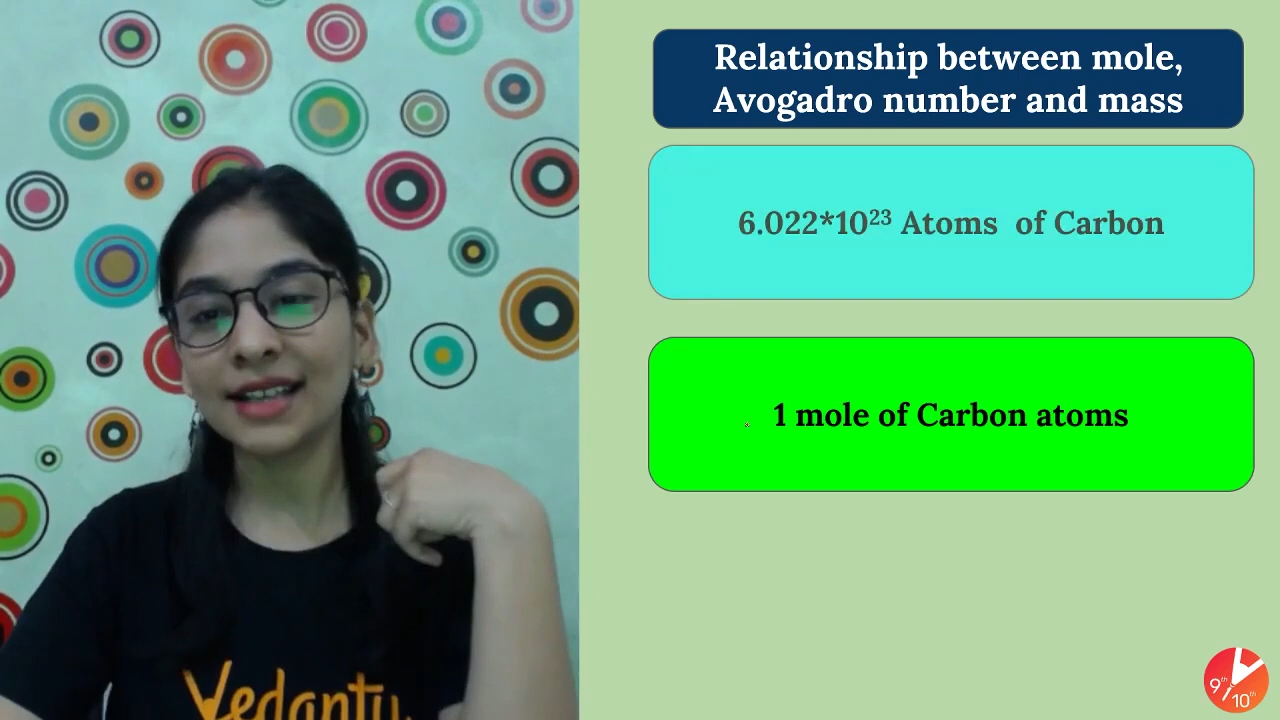 Relationship between mole,
Avogadro number and mass
6.022*10²³ Atoms of Carbon
1 mole of Carbon atoms
Vedantu
9th
10th